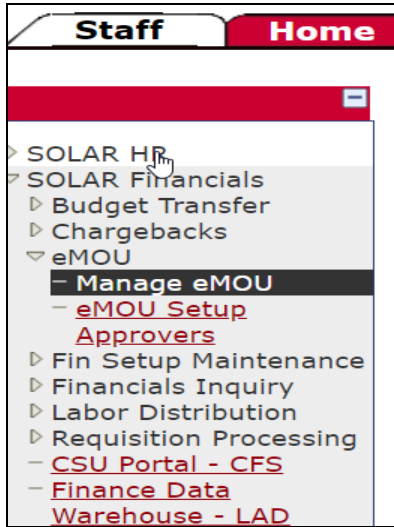 Staff Home
SOLAR HR
SOLAR Financials
Budget Transfer
Chargebacks
eMOU
- Manage eMOU
- eMOU Setup
Approvers
Fin Setup Maintenance
Financials Inquiry
Labor Distribution
Requisition Processing
- CSU Portal - CFS
- Finance Data
Warehouse - LAD